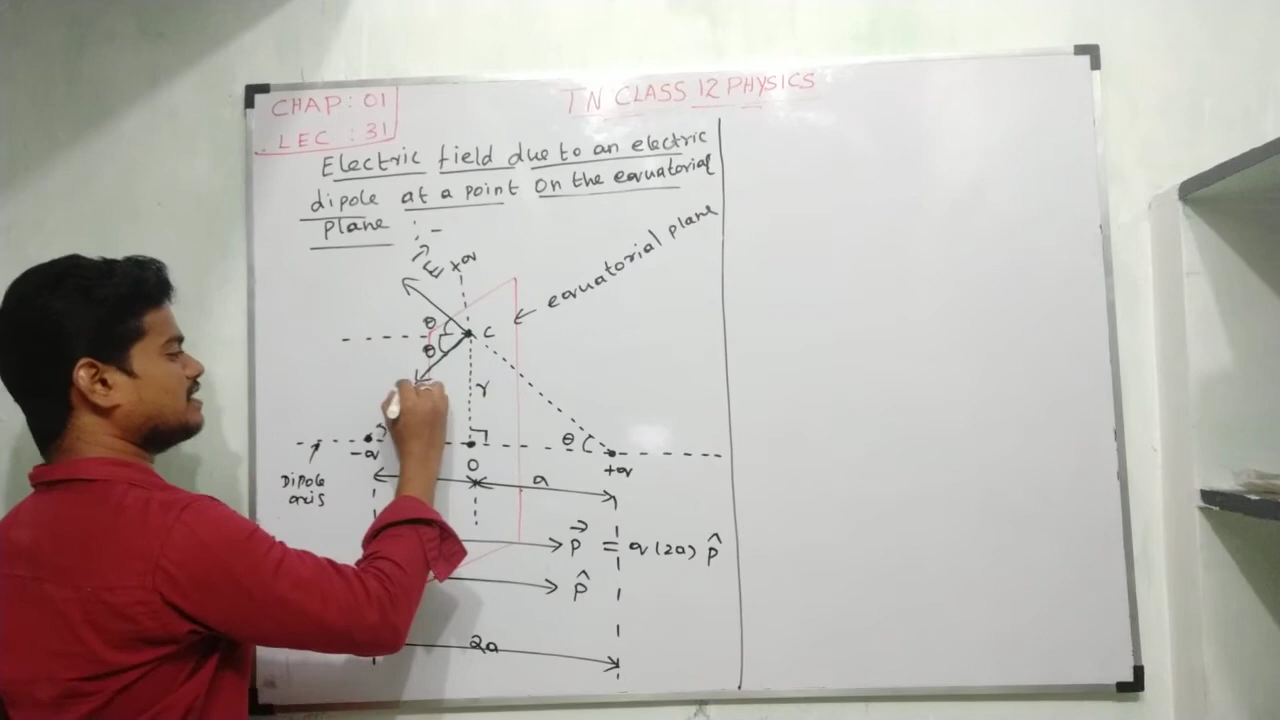 CHAP: 01
LEC : 31
TN CLASS 12 PHYSICS
Electric field due to an electric
dipole at a point on the equatorial
plane :-
E⃗ +q
equatorial plane
θ
C
θ
r
θ
-q
+q
O
Dipole
axis
a
p⃗ = q (2a) p̂
p̂
2a